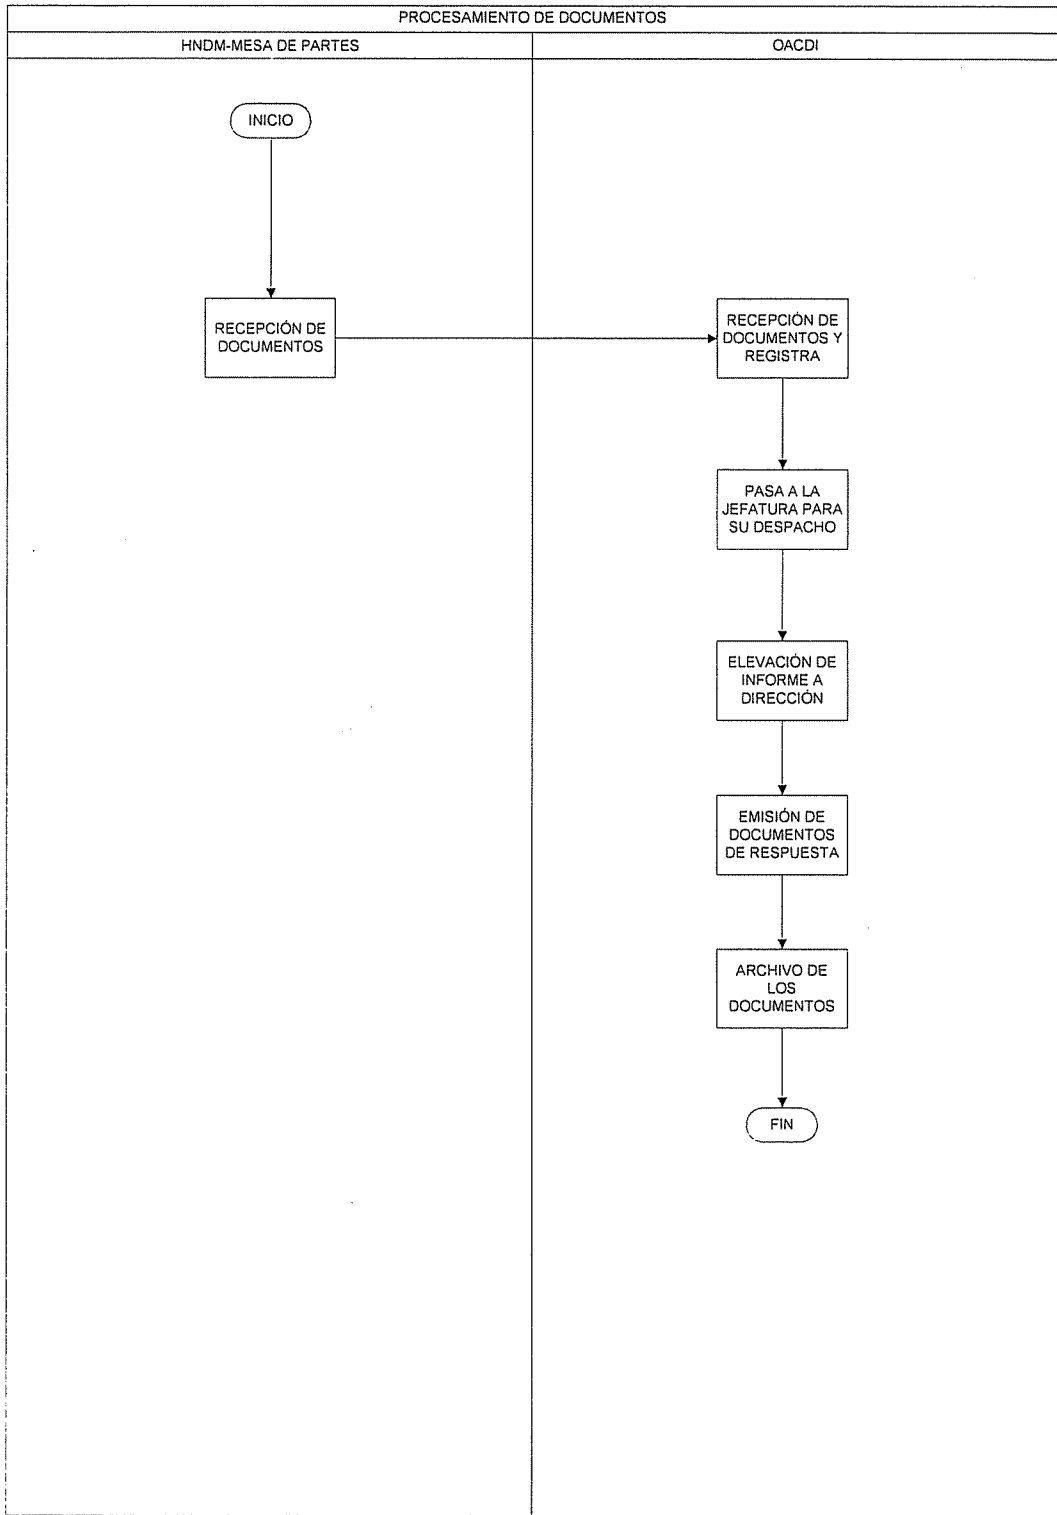 PROCESAMIENTO DE DOCUMENTOS
HNDM-MESA DE PARTES
OACDI
INICIO
RECEPCIÓN DE
DOCUMENTOS
RECEPCIÓN DE
DOCUMENTOS Y
REGISTRA
PASA A LA
JEFATURA PARA
SU DESPACHO
ELEVACIÓN DE
INFORME A
DIRECCIÓN
EMISIÓN DE
DOCUMENTOS
DE RESPUESTA
ARCHIVO DE
LOS
DOCUMENTOS
FIN